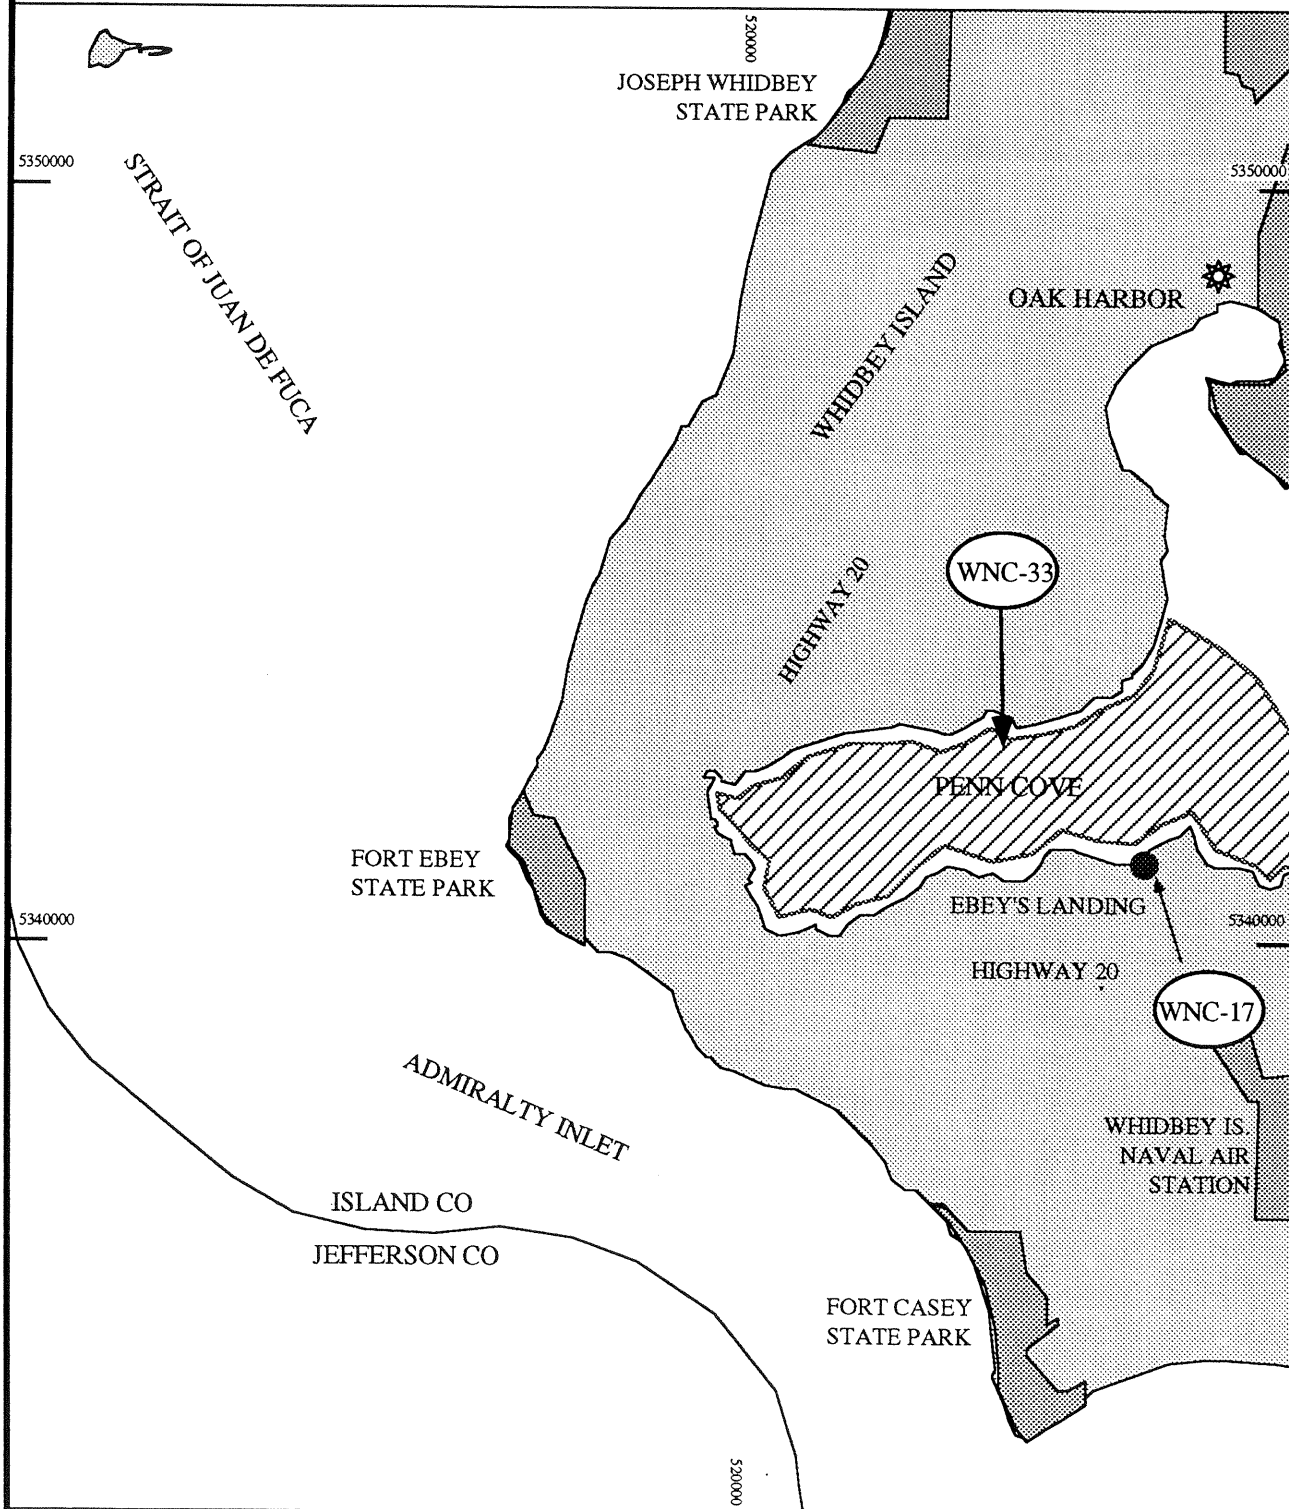 520000
JOSEPH WHIDBEY
STATE PARK
5350000
5350000
STRAIT OF JUAN DE FUCA
WHIDBEY ISLAND
OAK HARBOR
WNC-33
HIGHWAY 20
PENN COVE
FORT EBEY
STATE PARK
EBEY'S LANDING
5340000
5340000
HIGHWAY 20
WNC-17
ADMIRALTY INLET
WHIDBEY IS.
NAVAL AIR
STATION
ISLAND CO
JEFFERSON CO
FORT CASEY
STATE PARK
520000